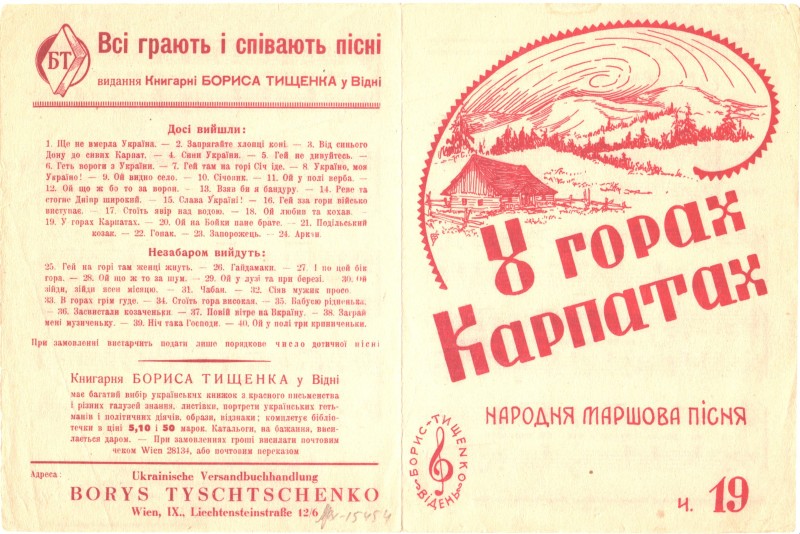 БТ
Всі грають і співають пісні
видання Книгарні БОРИСА ТИЩЕНКА у Відні
Досі вийшли:
1. Ще не вмерла Україна. — 2. Запрягайте хлопці коні. — 3. Від синього
Дону до сивих Карпат. — 4. Сини України. — 5. Гей не дивуйтесь. —
6. Геть вороги з України. — 7. Гей там на горі Січ іде. — 8. Україно, моя
Україно! — 9. Ой видно село. — 10. Січовик. — 11. Ой у полі верба. —
12. Ой що ж бо то за ворон. — 13. Взяв би я бандуру. — 14. Реве та
стогне Дніпр широкий. — 15. Слава Україні! — 16. Гей зза гори військо
виступає. — 17. Стоїть явір над водою. — 18. Ой любив та кохав. —
19. У горах Карпатах. — 20. Ой на Бойки пане брате. — 21. Подільський
козак. — 22. Гопак. — 23. Запорожець. — 24. Аркан.
Незабаром вийдуть:
25. Гей на горі там женці жнуть. — 26. Гайдамаки. — 27. І по цей бік
гора. — 28. Ой що ж то за шум. — 29. Ой у лузі та при березі. — 30. Ой
зійди, зійди ясен місяцю. — 31. Чабан. — 32. Сіяв мужик просо.
33. В горах грім гуде. — 34. Стоїть гора високая. — 35. Бабусю рідненька.
— 36. Засвистали козаченьки. — 37. Повій вітре на Вкраїну. — 38. Заграй
мені музиченьку. — 39. Ніч така Господи. — 40. Ой у полі три криниченьки.
При замовленні вистарчить подати лише порядкове число дотичної пісні
Книгарня БОРИСА ТИЩЕНКА у Відні
має багатий вибір українських книжок з красного письменства
і різних галузей знання, листівки, портрети українських геть-
манів і політичних діячів, образи, відзнаки; комплетує бібліо-
течки в ціні 5,10 і 50 марок. Катальоги, на бажання, виси-
лається даром. — При замовленнях гроші висилати почтовим
чеком Wien 28134, або почтовим переказом
Адреса:
Ukrainische Versandbuchhandlung
BORYS TYSCHTSCHENKO
Wien, IX., Liechtensteinstraße 12/6
У горах
Карпатах
НАРОДНЯ МАРШОВА ПІСНЯ
БОРИС-ТИЩЕНКО
ВІДЕНЬ
ч. 19